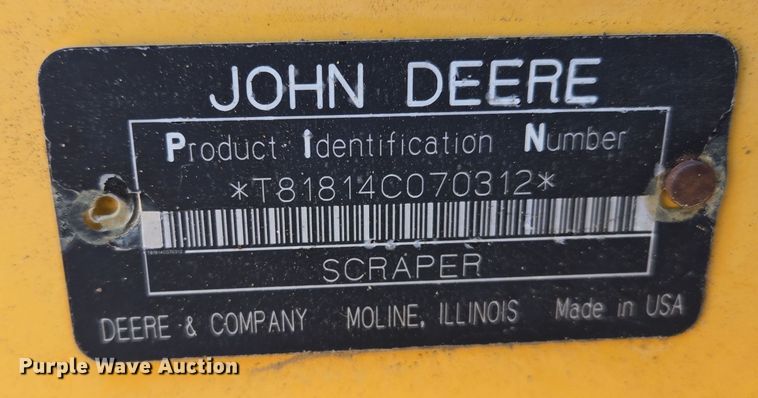 JOHN DEERE
Product Identification Number
*T81814C070312*
SCRAPER
DEERE & COMPANY MOLINE, ILLINOIS Made in USA
Purple Wave Auction